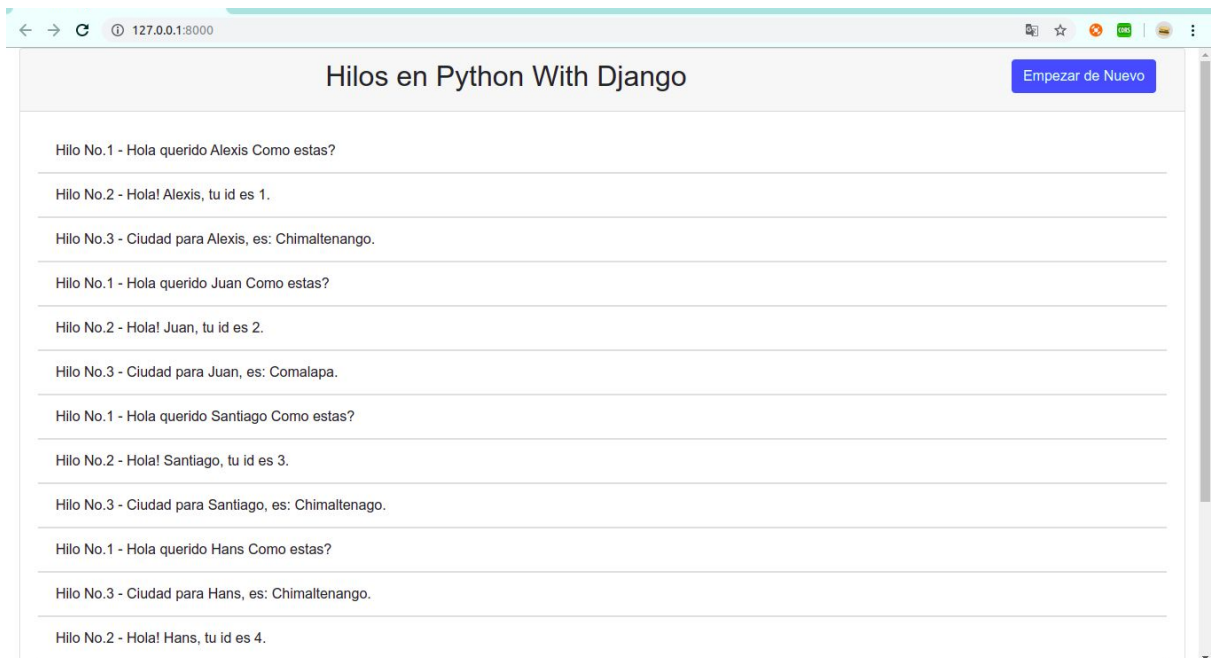 127.0.0.1:8000
Hilos en Python With Django
Empezar de Nuevo
Hilo No.1 - Hola querido Alexis Como estas?
Hilo No.2 - Hola! Alexis, tu id es 1.
Hilo No.3 - Ciudad para Alexis, es: Chimaltenango.
Hilo No.1 - Hola querido Juan Como estas?
Hilo No.2 - Hola! Juan, tu id es 2.
Hilo No.3 - Ciudad para Juan, es: Comalapa.
Hilo No.1 - Hola querido Santiago Como estas?
Hilo No.2 - Hola! Santiago, tu id es 3.
Hilo No.3 - Ciudad para Santiago, es: Chimaltenago.
Hilo No.1 - Hola querido Hans Como estas?
Hilo No.3 - Ciudad para Hans, es: Chimaltenango.
Hilo No.2 - Hola! Hans, tu id es 4.